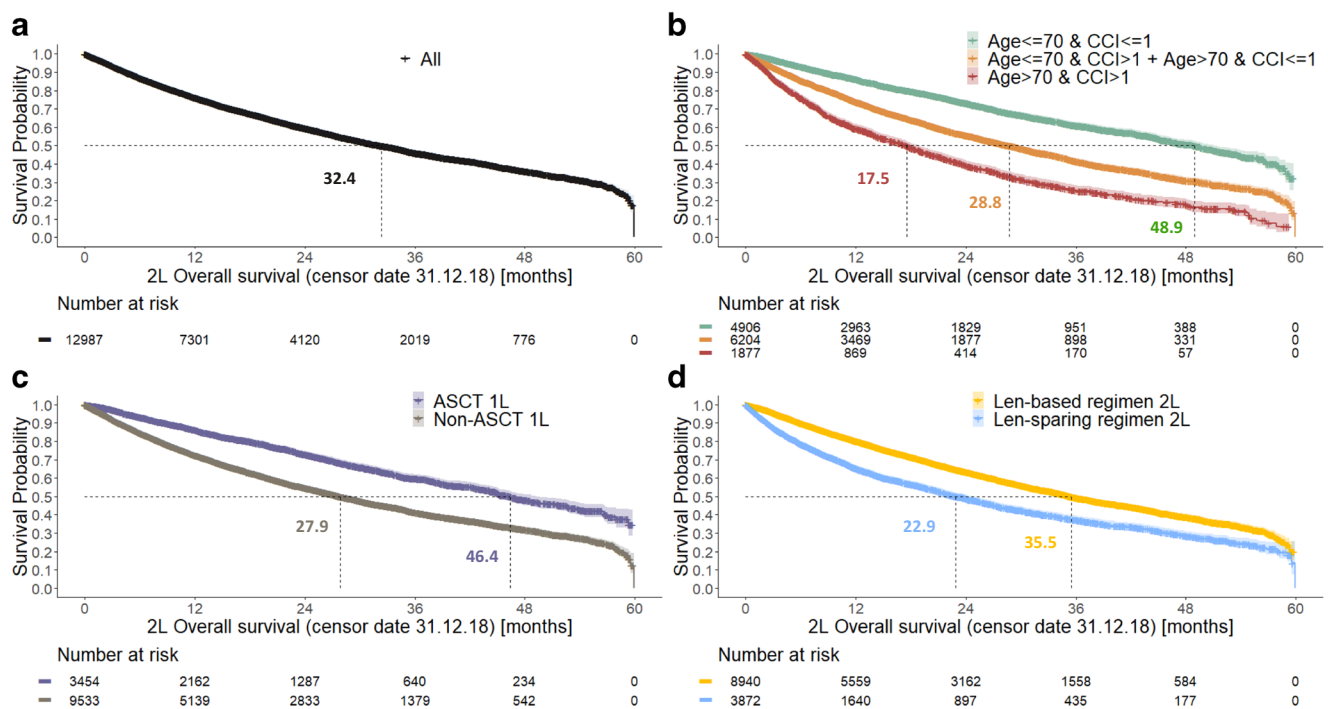 a
All
Survival Probability
1.0
0.9
0.8
0.7
0.6
0.5
0.4
0.3
0.2
0.1
0.0
32.4
0 12 24 36 48 60
2L Overall survival (censor date 31.12.18) [months]
Number at risk
12987 7301 4120 2019 776 0
b
Age<=70 & CCI<=1
Age<=70 & CCI>1 + Age>70 & CCI<=1
Age>70 & CCI>1
Survival Probability
1.0
0.9
0.8
0.7
0.6
0.5
0.4
0.3
0.2
0.1
0.0
17.5
28.8
48.9
0 12 24 36 48 60
2L Overall survival (censor date 31.12.18) [months]
Number at risk
4906 2963 1829 951 388 0
6204 3469 1877 898 331 0
1877 869 414 170 57 0
c
ASCT 1L
Non-ASCT 1L
Survival Probability
1.0
0.9
0.8
0.7
0.6
0.5
0.4
0.3
0.2
0.1
0.0
27.9
46.4
0 12 24 36 48 60
2L Overall survival (censor date 31.12.18) [months]
Number at risk
3454 2162 1287 640 234 0
9533 5139 2833 1379 542 0
d
Len-based regimen 2L
Len-sparing regimen 2L
Survival Probability
1.0
0.9
0.8
0.7
0.6
0.5
0.4
0.3
0.2
0.1
0.0
22.9
35.5
0 12 24 36 48 60
2L Overall survival (censor date 31.12.18) [months]
Number at risk
8940 5559 3162 1558 584 0
3872 1640 897 435 177 0